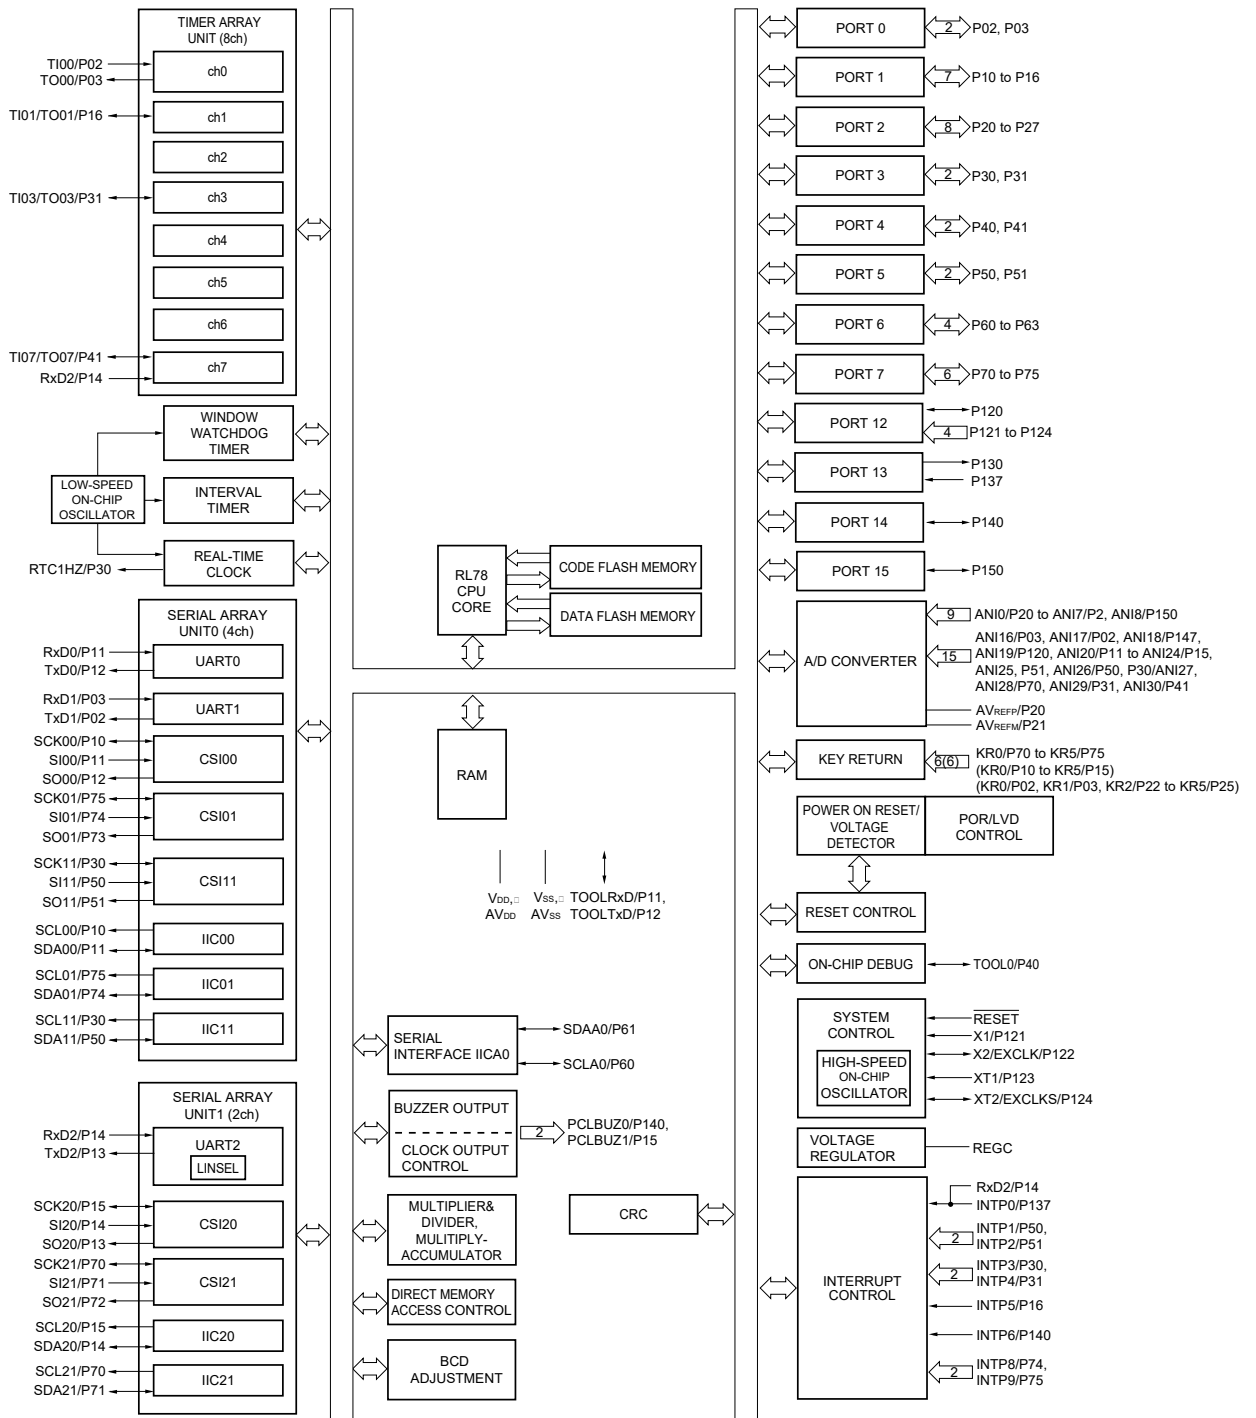 TIMER ARRAY
UNIT (8ch)
TI00/P02
TO00/P03
ch0
TI01/TO01/P16
ch1
ch2
TI03/TO03/P31
ch3
ch4
ch5
ch6
TI07/TO07/P41
RxD2/P14
ch7
WINDOW
WATCHDOG
TIMER
LOW-SPEED
ON-CHIP
OSCILLATOR
INTERVAL
TIMER
RTC1HZ/P30
REAL-TIME
CLOCK
SERIAL ARRAY
UNIT0 (4ch)
RxD0/P11
TxD0/P12
UART0
RxD1/P03
TxD1/P02
UART1
SCK00/P10
SI00/P11
SO00/P12
CSI00
SCK01/P75
SI01/P74
SO01/P73
CSI01
SCK11/P30
SI11/P50
SO11/P51
CSI11
SCL00/P10
SDA00/P11
IIC00
SCL01/P75
SDA01/P74
IIC01
SCL11/P30
SDA11/P50
IIC11
SERIAL ARRAY
UNIT1 (2ch)
RxD2/P14
TxD2/P13
UART2
LINSEL
SCK20/P15
SI20/P14
SO20/P13
CSI20
SCK21/P70
SI21/P71
SO21/P72
CSI21
SCL20/P15
SDA20/P14
IIC20
SCL21/P70
SDA21/P71
IIC21
RL78
CPU
CORE
CODE FLASH MEMORY
DATA FLASH MEMORY
RAM
VDD, □
AVDD
VSS, □
AVSS
TOOLRxD/P11,
TOOLTxD/P12
SERIAL
INTERFACE IICA0
SDAA0/P61
SCLA0/P60
BUZZER OUTPUT
CLOCK OUTPUT
CONTROL
2
PCLBUZ0/P140,
PCLBUZ1/P15
MULTIPLIER&
DIVIDER,
MULITIPLY-
ACCUMULATOR
CRC
DIRECT MEMORY
ACCESS CONTROL
BCD
ADJUSTMENT
PORT 0 2 P02, P03
PORT 1 7 P10 to P16
PORT 2 8 P20 to P27
PORT 3 2 P30, P31
PORT 4 2 P40, P41
PORT 5 2 P50, P51
PORT 6 4 P60 to P63
PORT 7 6 P70 to P75
PORT 12
P120
4 P121 to P124
PORT 13
P130
P137
PORT 14 P140
PORT 15 P150
A/D CONVERTER
9 ANI0/P20 to ANI7/P2, ANI8/P150
15
ANI16/P03, ANI17/P02, ANI18/P147,
ANI19/P120, ANI20/P11 to ANI24/P15,
ANI25, P51, ANI26/P50, P30/ANI27,
ANI28/P70, ANI29/P31, ANI30/P41
AVREFP/P20
AVREFM/P21
KEY RETURN
6(6)
KR0/P70 to KR5/P75
(KR0/P10 to KR5/P15)
(KR0/P02, KR1/P03, KR2/P22 to KR5/P25)
POWER ON RESET/
VOLTAGE
DETECTOR
POR/LVD
CONTROL
RESET CONTROL
ON-CHIP DEBUG TOOL0/P40
SYSTEM
CONTROL
HIGH-SPEED
ON-CHIP
OSCILLATOR
RESET
X1/P121
X2/EXCLK/P122
XT1/P123
XT2/EXCLKS/P124
VOLTAGE
REGULATOR
REGC
INTERRUPT
CONTROL
RxD2/P14
INTP0/P137
2
INTP1/P50,
INTP2/P51
2
INTP3/P30,
INTP4/P31
INTP5/P16
INTP6/P140
2
INTP8/P74,
INTP9/P75